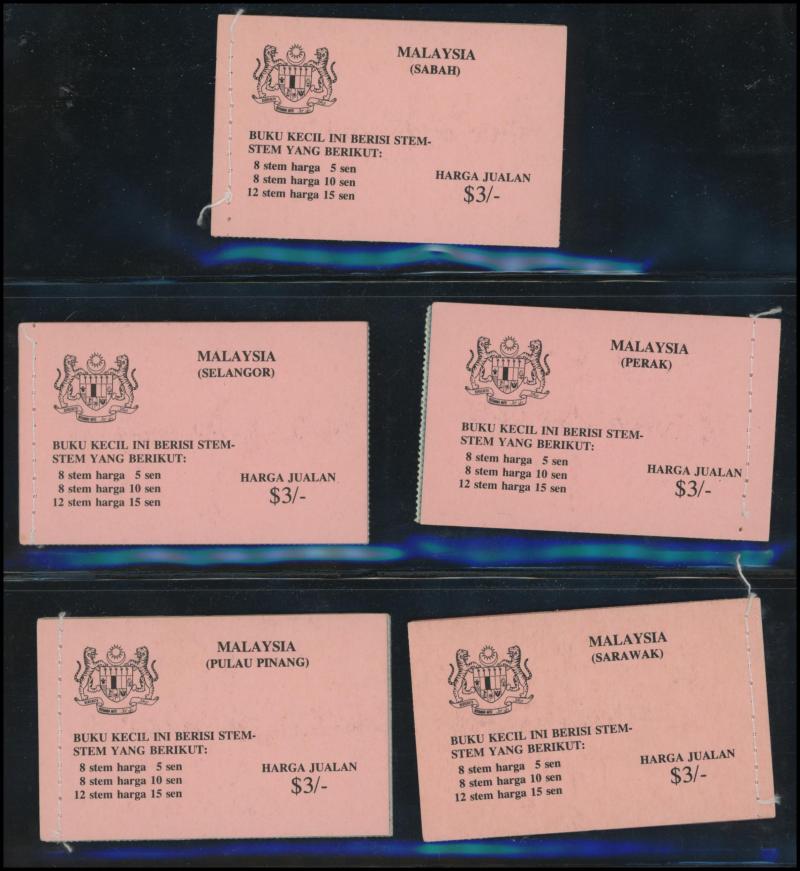 MALAYSIA
(SABAH)
BUKU KECIL INI BERISI STEM-
STEM YANG BERIKUT:
8 stem harga 5 sen
8 stem harga 10 sen
12 stem harga 15 sen
HARGA JUALAN
$3/-
MALAYSIA
(SELANGOR)
BUKU KECIL INI BERISI STEM-
STEM YANG BERIKUT:
8 stem harga 5 sen
8 stem harga 10 sen
12 stem harga 15 sen
HARGA JUALAN
$3/-
MALAYSIA
(PERAK)
BUKU KECIL INI BERISI STEM-
STEM YANG BERIKUT:
8 stem harga 5 sen
8 stem harga 10 sen
12 stem harga 15 sen
HARGA JUALAN
$3/-
MALAYSIA
(PULAU PINANG)
BUKU KECIL INI BERISI STEM-
STEM YANG BERIKUT:
8 stem harga 5 sen
8 stem harga 10 sen
12 stem harga 15 sen
HARGA JUALAN
$3/-
MALAYSIA
(SARAWAK)
BUKU KECIL INI BERISI STEM-
STEM YANG BERIKUT:
8 stem harga 5 sen
8 stem harga 10 sen
12 stem harga 15 sen
HARGA JUALAN
$3/-